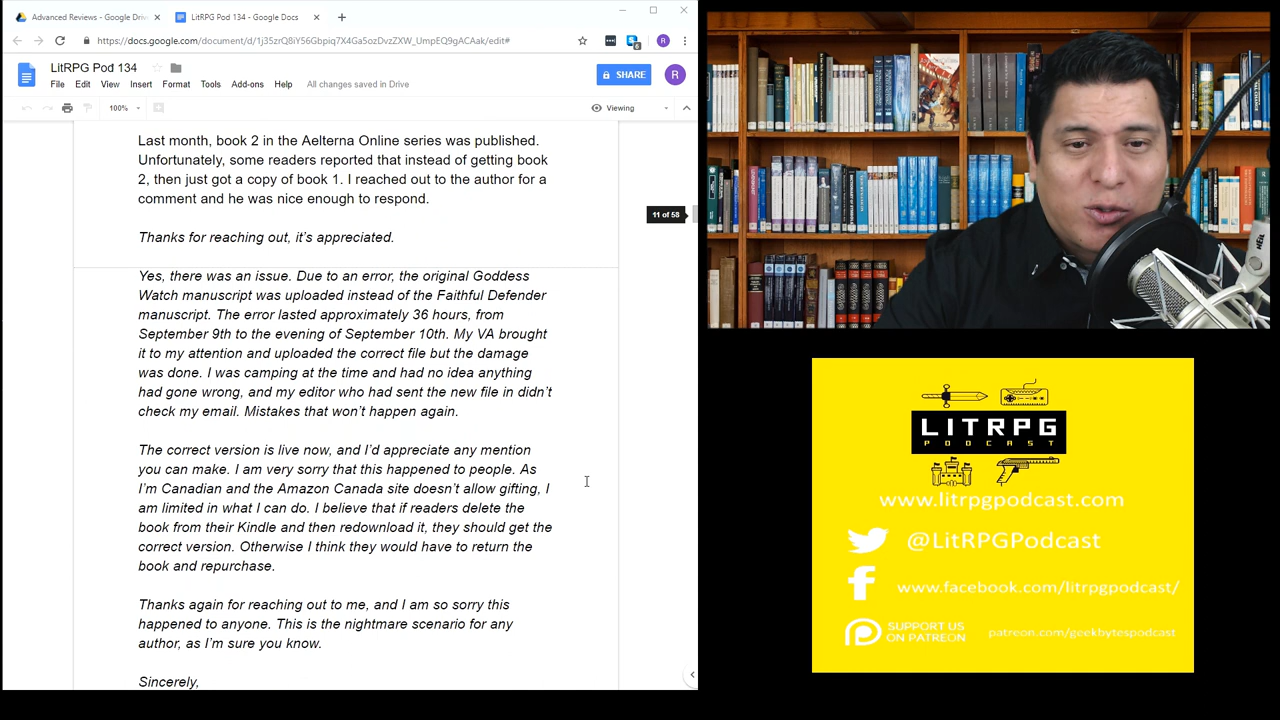 Advanced Reviews - Google Driv
LitRPG Pod 134 - Google Docs
https://docs.google.com/document/d/1j35zrQ8iY56Gbpiq7X4Ga5ozDvzZXW_UmpEQ9gACAak/edit#
6
R
LitRPG Pod 134
SHARE
R
File Edit View Insert Format Tools Add-ons Help All changes saved in Drive
100%
Viewing
Last month, book 2 in the Aelterna Online series was published.
Unfortunately, some readers reported that instead of getting book
2, then just got a copy of book 1. I reached out to the author for a
comment and he was nice enough to respond.
11 of 58
Thanks for reaching out, it's appreciated.
Yes, there was an issue. Due to an error, the original Goddess
Watch manuscript was uploaded instead of the Faithful Defender
manuscript. The error lasted approximately 36 hours, from
September 9th to the evening of September 10th. My VA brought
it to my attention and uploaded the correct file but the damage
was done. I was camping at the time and had no idea anything
had gone wrong, and my editor who had sent the new file in didn't
check my email. Mistakes that won't happen again.
The correct version is live now, and I'd appreciate any mention
you can make. I am very sorry that this happened to people. As
I'm Canadian and the Amazon Canada site doesn't allow gifting, I
am limited in what I can do. I believe that if readers delete the
book from their Kindle and then redownload it, they should get the
correct version. Otherwise I think they would have to return the
book and repurchase.
Thanks again for reaching out to me, and I am so sorry this
happened to anyone. This is the nightmare scenario for any
author, as I'm sure you know.
Sincerely,
LITRPG
PODCAST
www.litrpgpodcast.com
@LitRPGPodcast
www.facebook.com/litrpgpodcast/
SUPPORT US
ON PATREON
patreon.com/geekbytespodcast